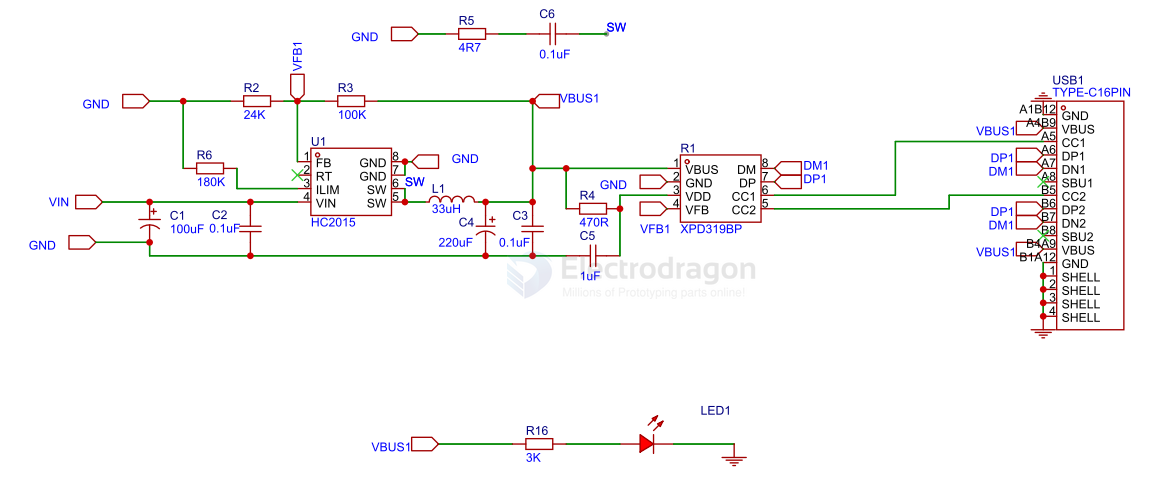 GND
R5
4R7
C6
0.1uF
SW
VFB1
GND
R2
24K
R3
100K
VBUS1
R6
180K
U1
1 FB
2 RT
3 ILIM
4 VIN
GND 8
GND 7
SW 6
SW 5
HC2015
GND
SW
VIN
GND
C1
100uF
C2
0.1uF
L1
33uH
C4
220uF
C3
0.1uF
GND
R4
470R
C5
1uF
VFB1
R1
1 VBUS
2 GND
3 VDD
4 VFB
DM 8
DP 7
CC1 6
CC2 5
XPD319BP
DM1
DP1
Electrodragon
Millions of Prototyping parts online!
USB1
TYPE-C16PIN
A1B12 GND
VBUS1 A4B9 VBUS
A5 CC1
DP1 A6 DP1
DM1 A7 DN1
A8 SBU1
B5 CC2
DP1 B6 DP2
DM1 B7 DN2
B8 SBU2
VBUS1 B4A9 VBUS
B1A12 GND
1 SHELL
2 SHELL
3 SHELL
4 SHELL
VBUS1
R16
3K
LED1